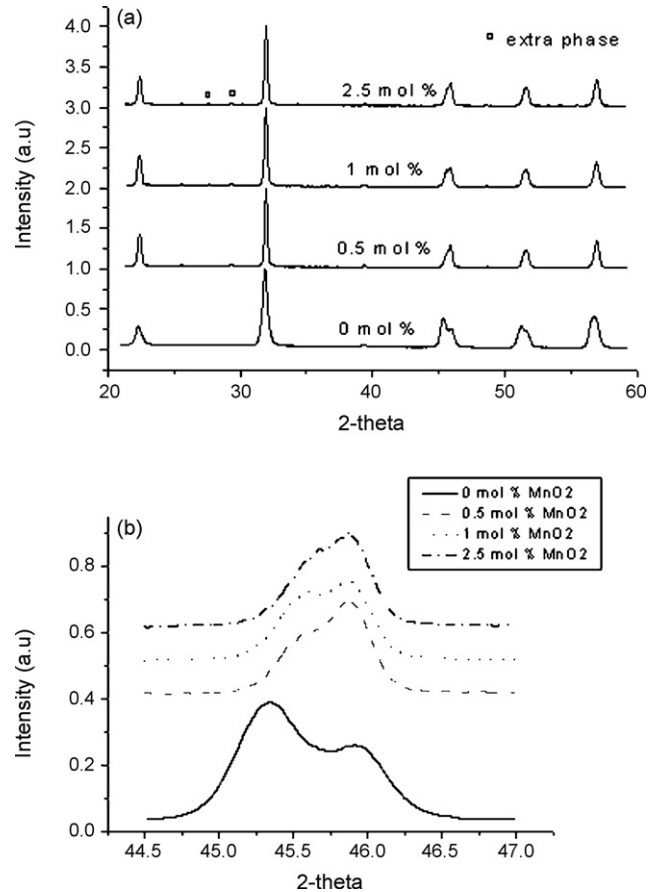 (a)
extra phase
2.5 mol %
1 mol %
0.5 mol %
0 mol %
4.0
3.5
3.0
2.5
2.0
1.5
1.0
0.5
0.0
Intensity (a.u)
20 30 40 50 60
2-theta
(b)
0 mol % MnO2
0.5 mol % MnO2
1 mol % MnO2
2.5 mol % MnO2
0.8
0.6
0.4
0.2
0.0
Intensity (a.u)
44.5 45.0 45.5 46.0 46.5 47.0
2-theta